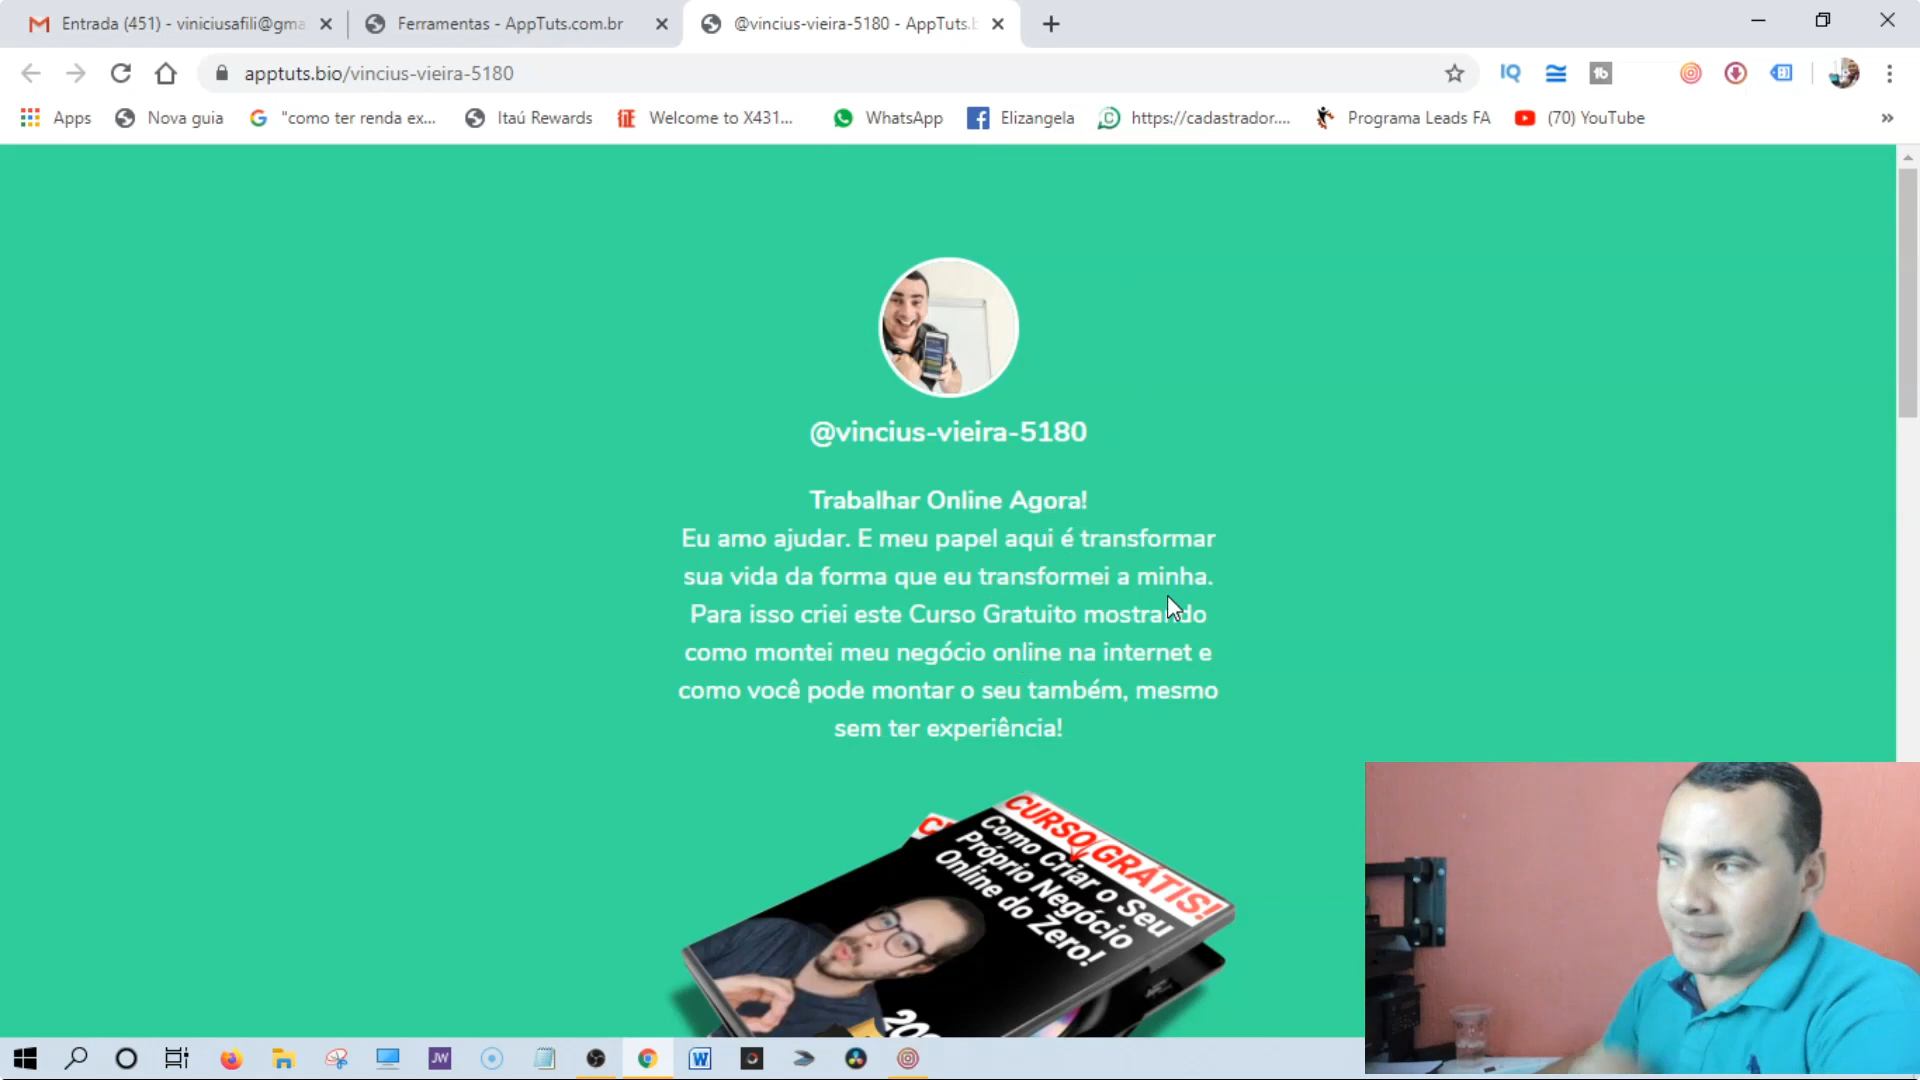 Entrada (451) - viniciusafili@gma
Ferramentas - AppTuts.com.br
@vincius-vieira-5180 - AppTuts.b
apptuts.bio/vincius-vieira-5180
IQ
Apps
Nova guia
"como ter renda ex...
Itaú Rewards
Welcome to X431...
WhatsApp
Elizangela
https://cadastrador....
Programa Leads FA
(70) YouTube
@vincius-vieira-5180
Trabalhar Online Agora!
Eu amo ajudar. E meu papel aqui é transformar
sua vida da forma que eu transformei a minha.
Para isso criei este Curso Gratuito mostrando
como montei meu negócio online na internet e
como você pode montar o seu também, mesmo
sem ter experiência!
CURSO GRÁTIS!
Como Criar o Seu
Próprio Negócio
Online do Zero!
JW
W